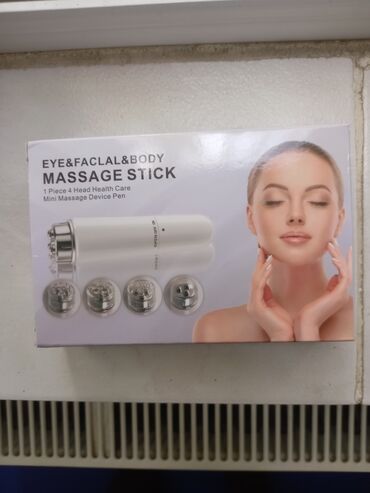 EYE&FACLAL&BODY
MASSAGE STICK
1 Piece 4 Head Health Care
Mini Massage Device Pen